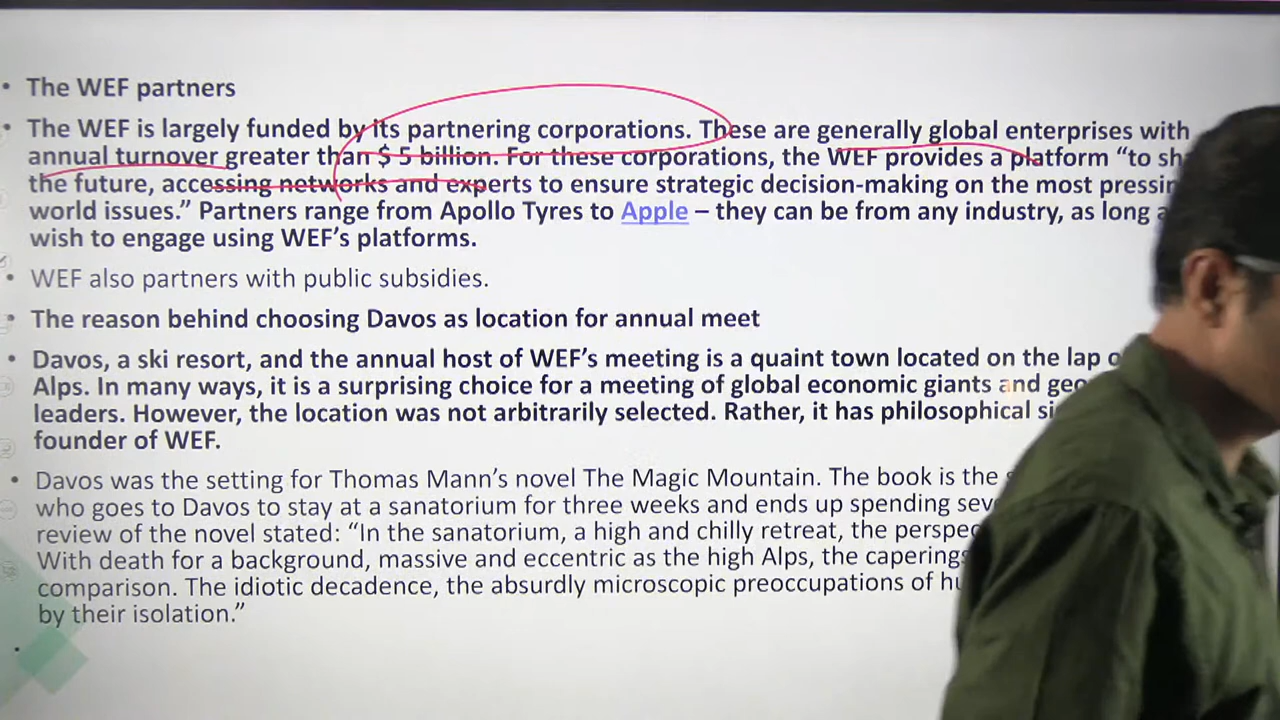 • The WEF partners
• The WEF is largely funded by its partnering corporations. These are generally global enterprises with
annual turnover greater than $ 5 billion. For these corporations, the WEF provides a platform “to
the future, accessing networks and experts to ensure strategic decision-making on the most
world issues.” Partners range from Apollo Tyres to Apple – they can be from any industry, as long
wish to engage using WEF’s platforms.
• WEF also partners with public subsidies.
• The reason behind choosing Davos as location for annual meet
• Davos, a ski resort, and the annual host of WEF’s meeting is a quaint town located on the lap
Alps. In many ways, it is a surprising choice for a meeting of global economic giants and
leaders. However, the location was not arbitrarily selected. Rather, it has philosophical
founder of WEF.
• Davos was the setting for Thomas Mann’s novel The Magic Mountain. The book is the
who goes to Davos to stay at a sanatorium for three weeks and ends up spending
review of the novel stated: “In the sanatorium, a high and chilly retreat, the
With death for a background, massive and eccentric as the high Alps, the
comparison. The idiotic decadence, the absurdly microscopic preoccupations of
by their isolation.”
•